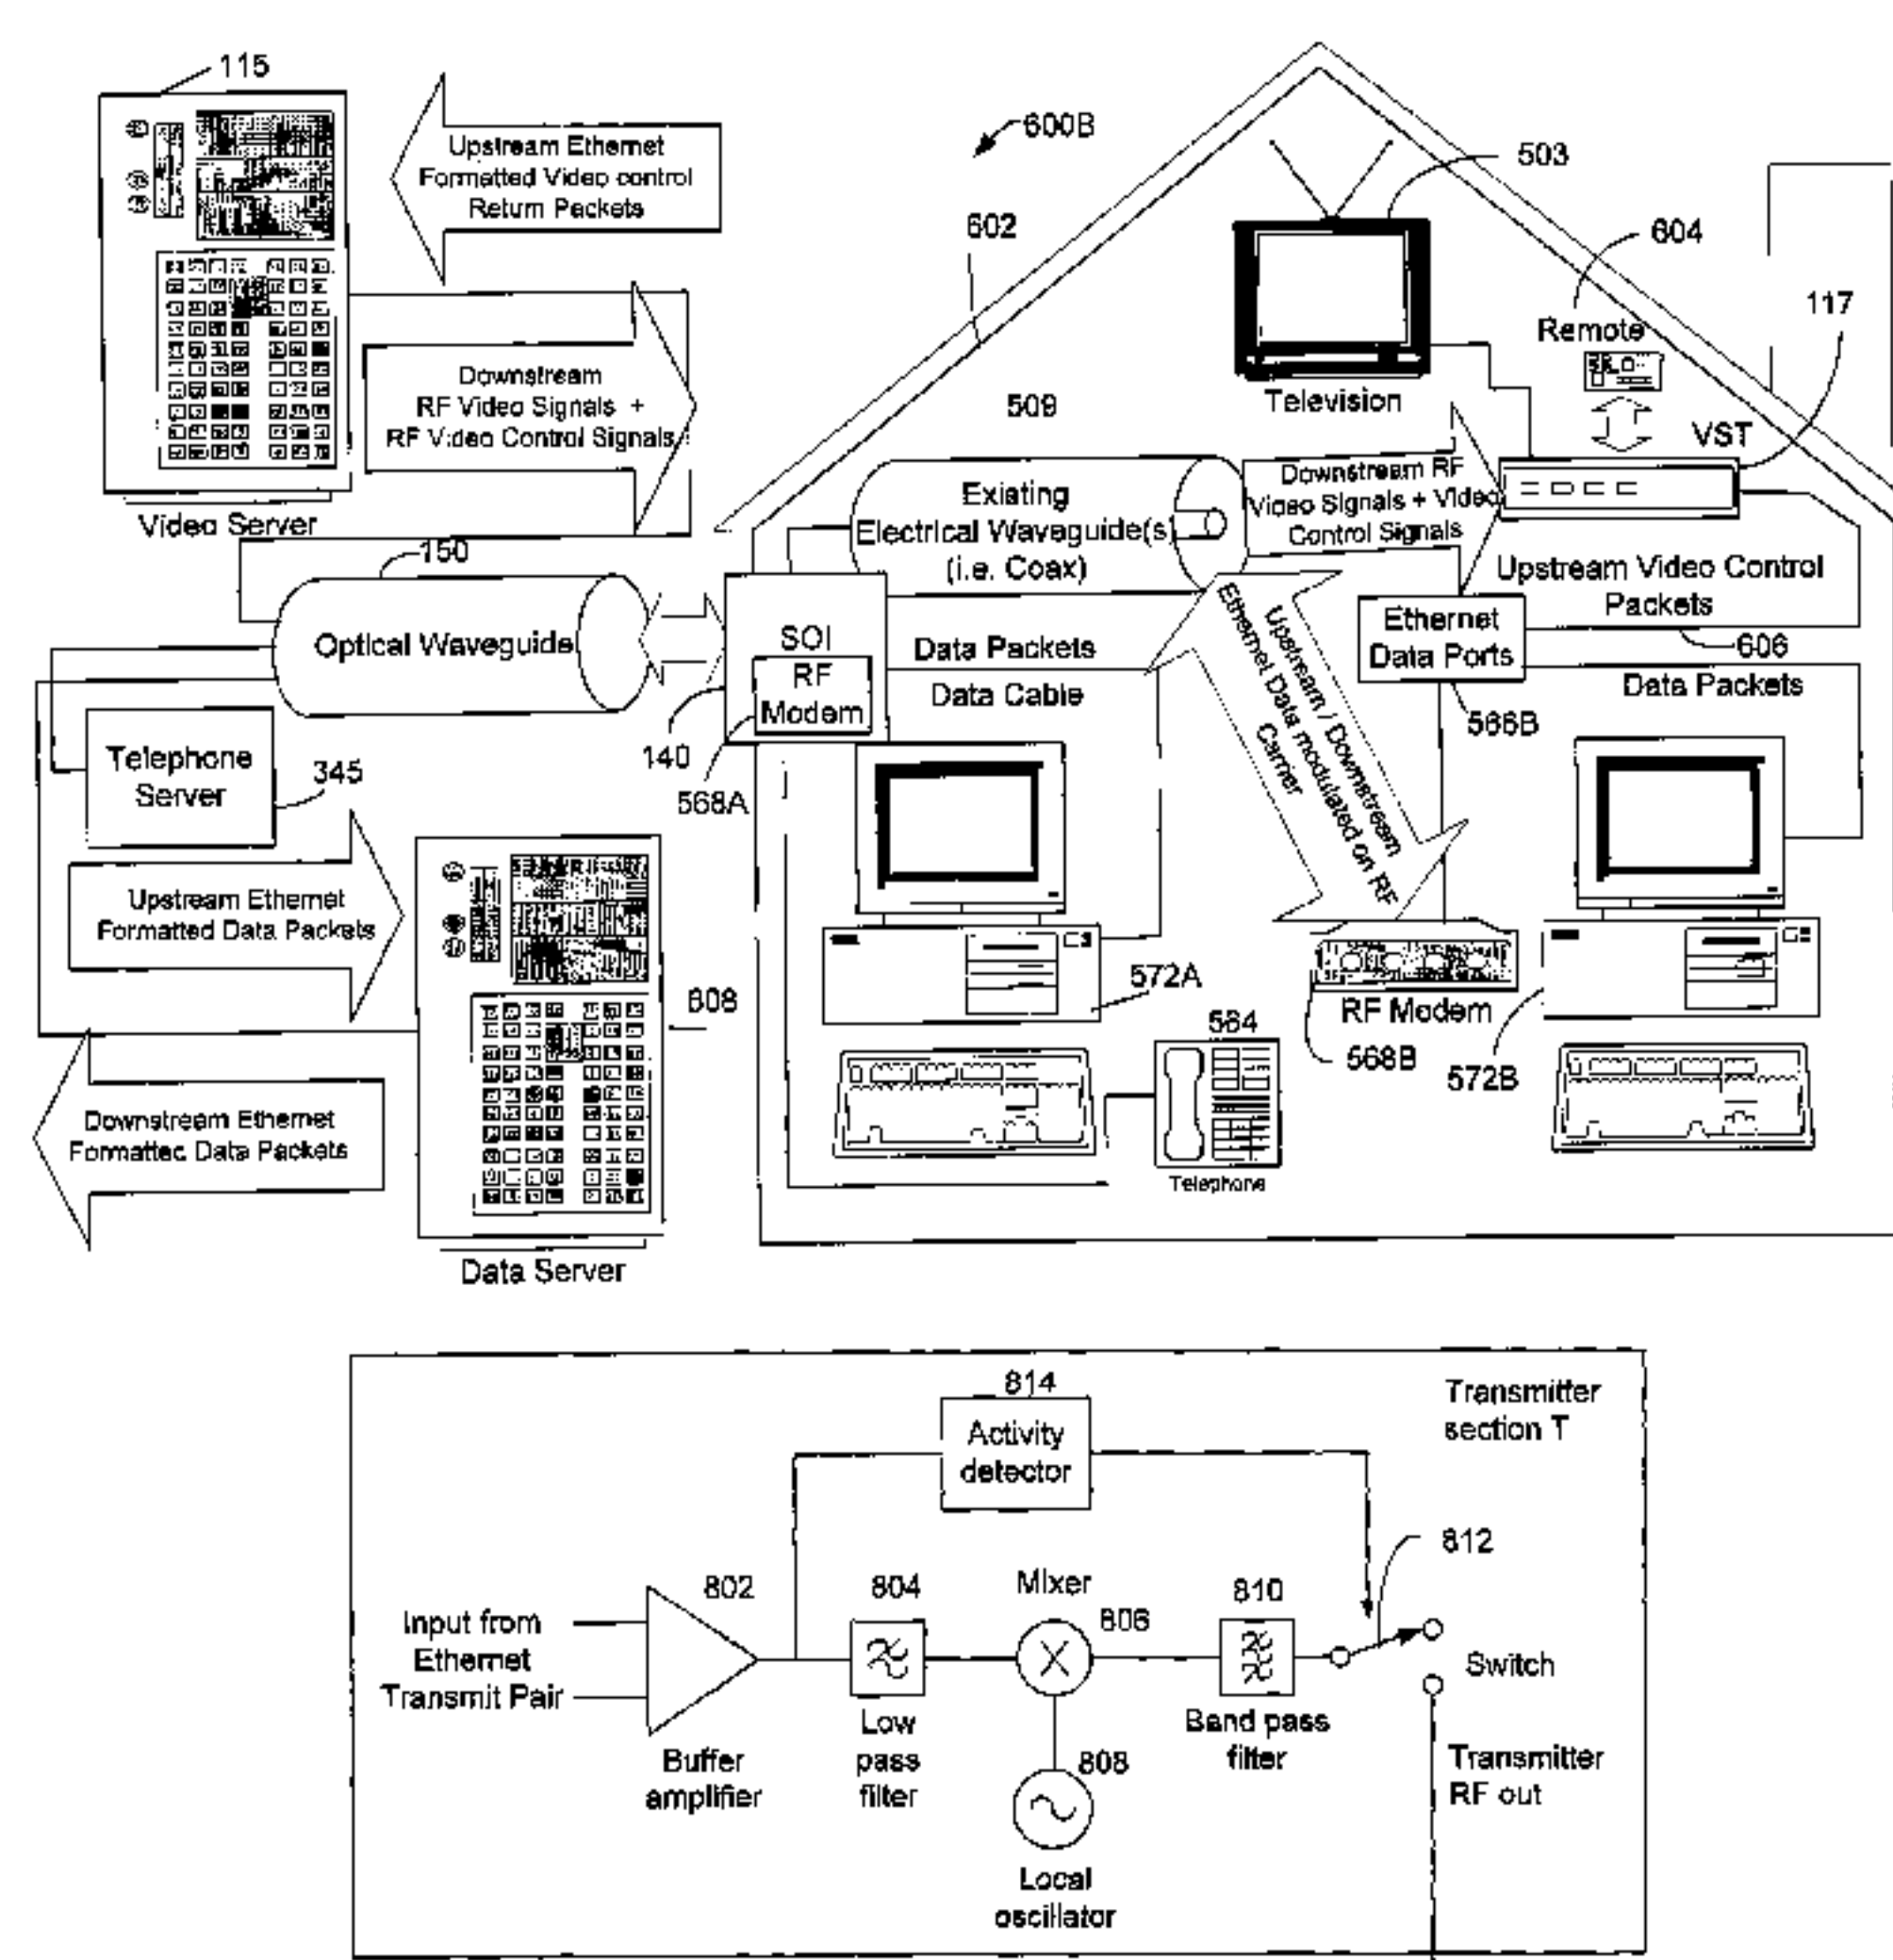 115
Upstream Ethernet
Formatted Video control
Return Packets
600B
503
602
604
117
Remote
Downstream
RF Video Signals +
RF Video Control Signals
509
Television
VST
Video Server
Existing
Electrical Waveguide(s)
(i.e. Coax)
Downstream RF
Video Signals + Video
Control Signals
150
Optical Waveguide
SOI
RF
Modem
Data Packets
Data Cable
Upstream / Downstream
Ethernet Data modulated on RF
Carrier
Ethernet
Data Ports
Upstream Video Control
Packets
606
Data Packets
566B
140
568A
Telephone
Server
345
Upstream Ethernet
Formatted Data Packets
608
572A
564
RF Modem
568B
572B
Downstream Ethernet
Formatted Data Packets
Telephone
Data Server
814
Activity
detector
Transmitter
section T
812
802
804
Mixer
806
810
Input from
Ethernet
Transmit Pair
Switch
Buffer
amplifier
Low
pass
filter
808
Band pass
filter
Transmitter
RF out
Local
oscillator